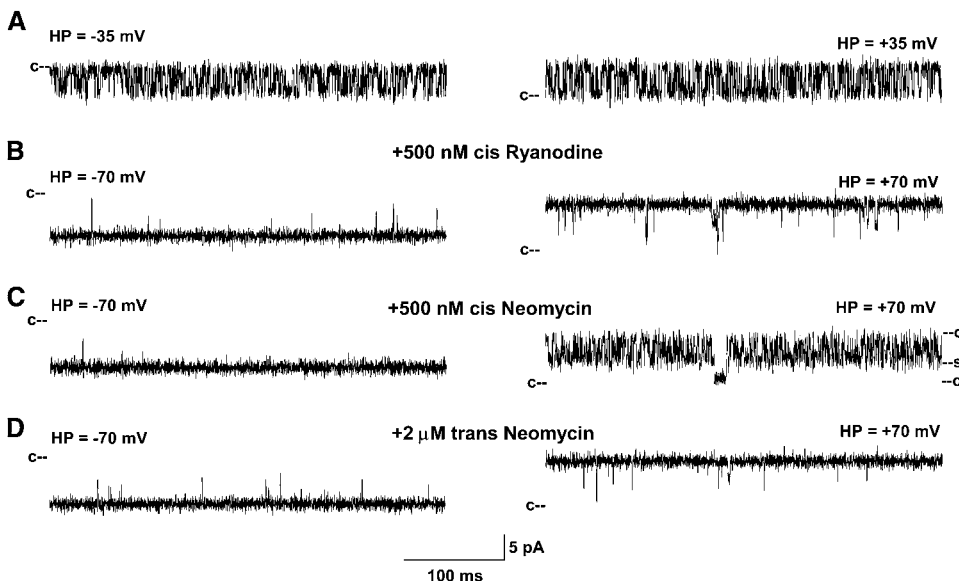 A
HP = -35 mV
HP = +35 mV
c--
c--
B
+500 nM cis Ryanodine
HP = -70 mV
HP = +70 mV
c--
c--
C
HP = -70 mV
+500 nM cis Neomycin
HP = +70 mV
c--
--o
--s
c--
--c
D
HP = -70 mV
+2 μM trans Neomycin
HP = +70 mV
c--
c--
5 pA
100 ms